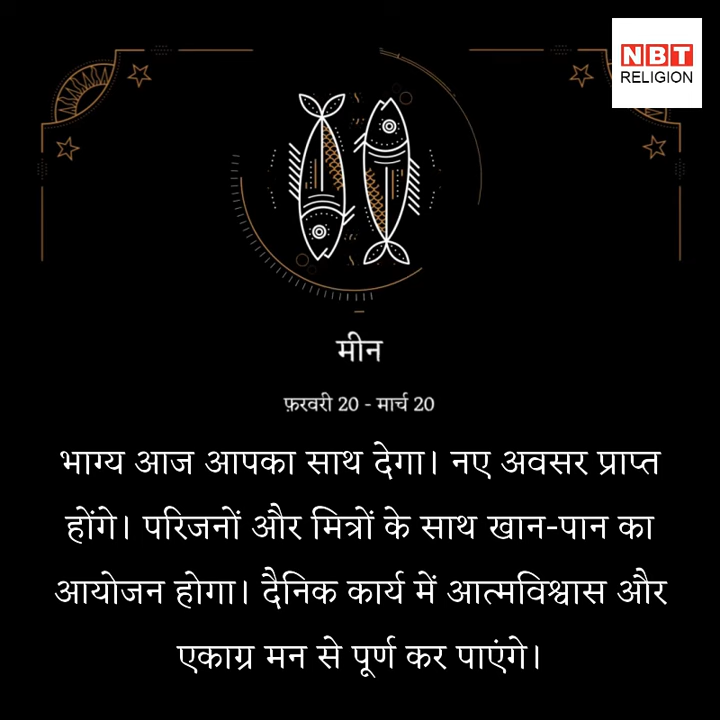 NBT
RELIGION
मीन
फ़रवरी 20 - मार्च 20
भाग्य आज आपका साथ देगा। नए अवसर प्राप्त
होंगे। परिजनों और मित्रों के साथ खान-पान का
आयोजन होगा। दैनिक कार्य में आत्मविश्वास और
एकाग्र मन से पूर्ण कर पाएंगे।